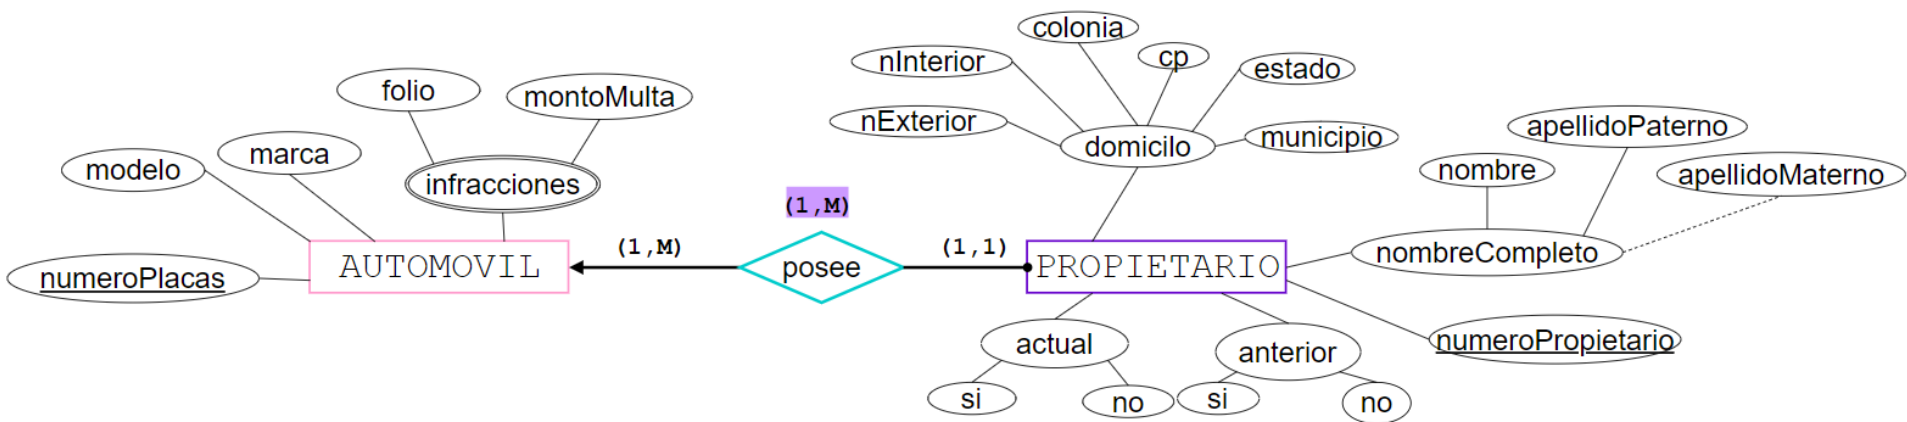 colonia
nInterior
cp
estado
folio
montoMulta
nExterior
municipio
apellidoPaterno
modelo
marca
domicilo
nombre
apellidoMaterno
infracciones
(1,M)
(1,M)
(1,1)
nombreCompleto
numeroPlacas
AUTOMOVIL
posee
PROPIETARIO
actual
anterior
numeroPropietario
si
no
si
no